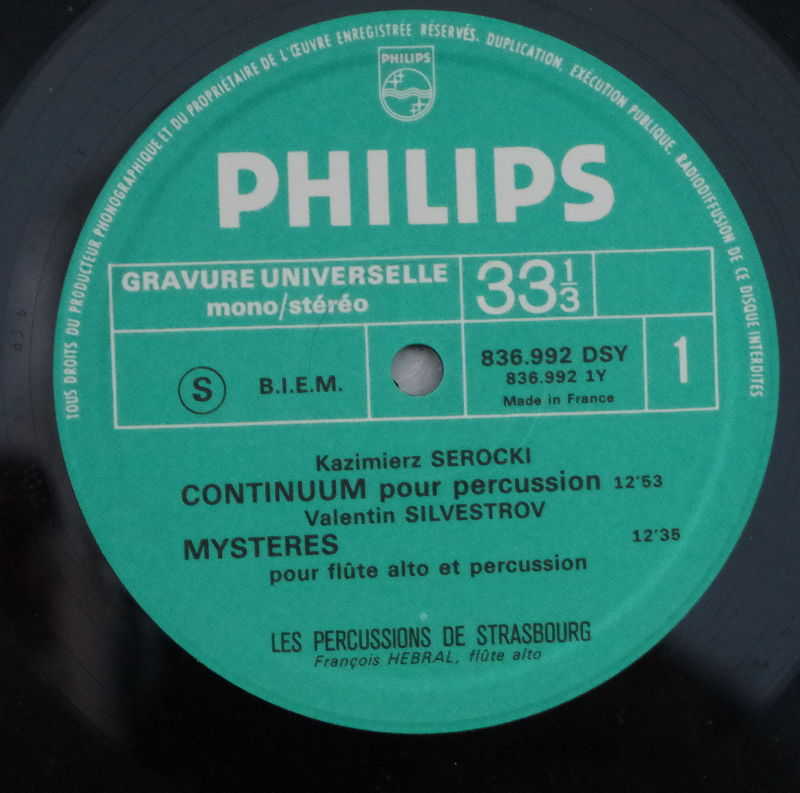 TOUS DROITS DU PRODUCTEUR PHONOGRAPHIQUE ET DU PROPRIÉTAIRE DE L'ŒUVRE ENREGISTRÉE RÉSERVÉS. DUPLICATION, EXÉCUTION PUBLIQUE, RADIODIFFUSION DE CE DISQUE INTERDITES
PHILIPS
PHILIPS
GRAVURE UNIVERSELLE
mono/stéréo
33 1/3
S
B.I.E.M.
836.992 DSY
836.992 1Y
Made in France
1
Kazimierz SEROCKI
CONTINUUM pour percussion 12'53
Valentin SILVESTROV
MYSTERES 12'35
pour flûte alto et percussion
LES PERCUSSIONS DE STRASBOURG
François HEBRAL, flûte alto